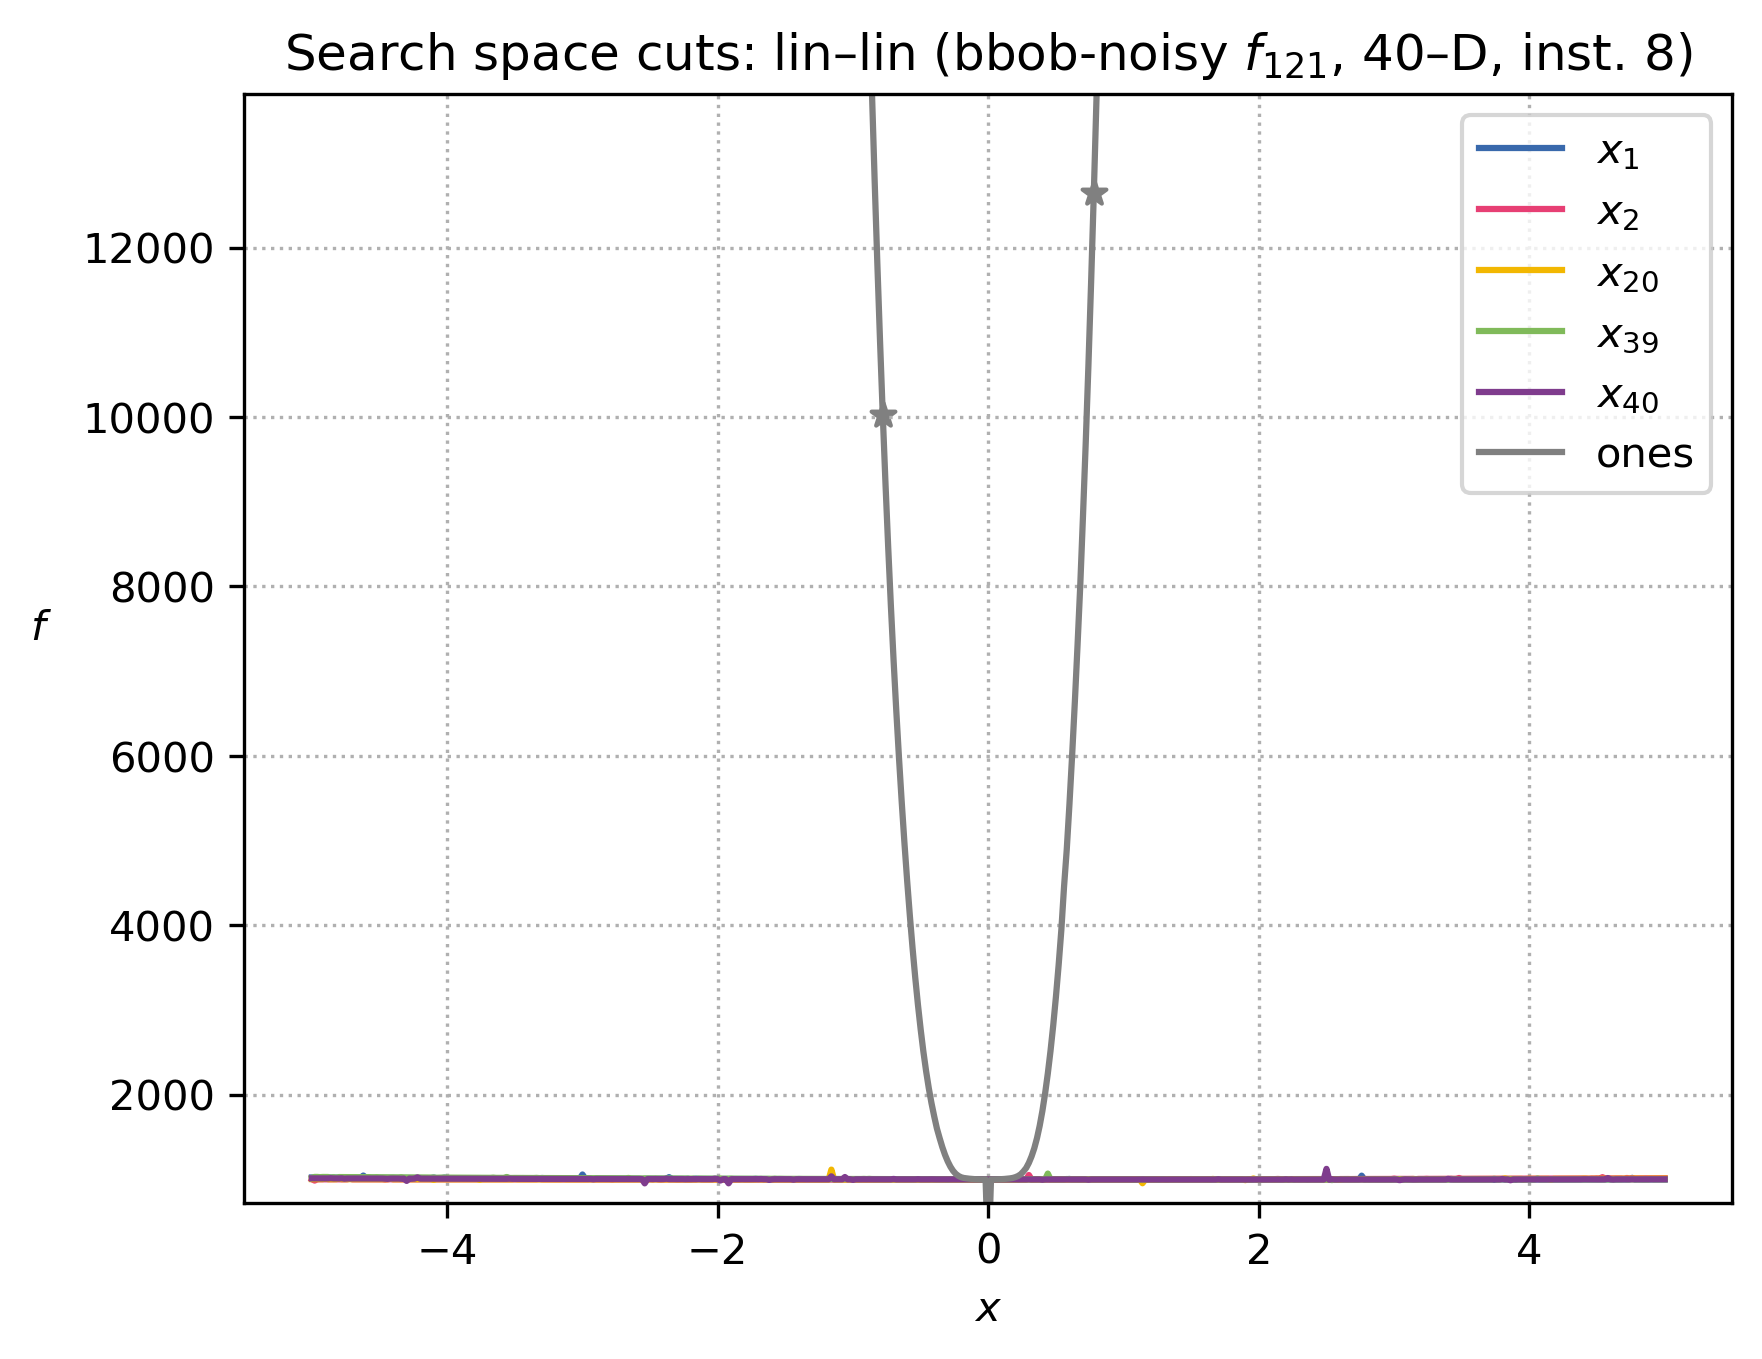 Search space cuts: lin–lin (bbob-noisy f₁₂₁, 40–D, inst. 8)
x₁
x₂
x₂₀
x₃₉
x₄₀
ones
12000
10000
8000
6000
4000
2000
f
−4 −2 0 2 4
x